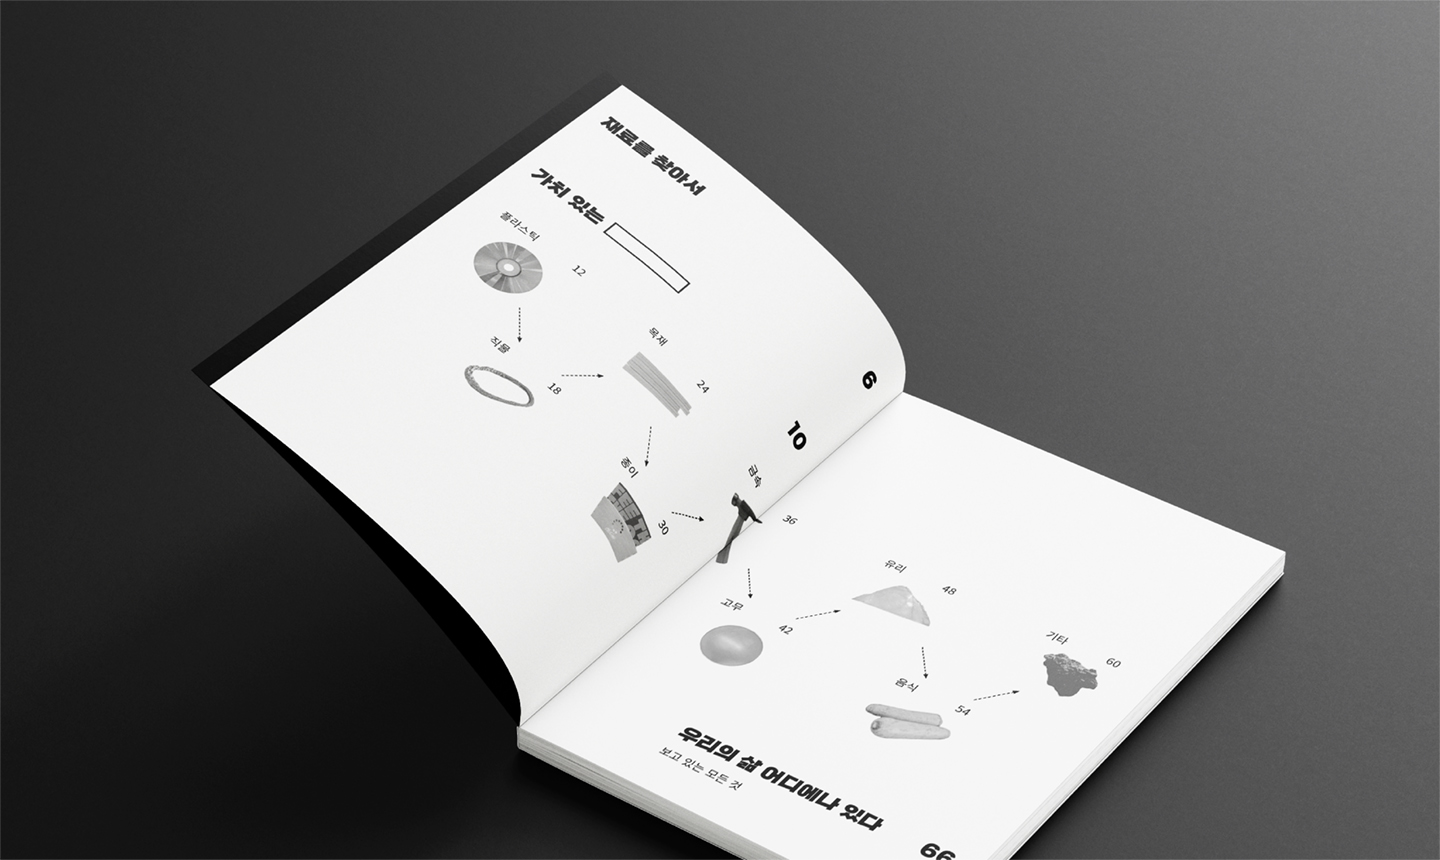 재료를 찾아서
6
가치 있는
10
플라스틱
12
직물
18
목재
24
종이
30
금속
36
고무
42
유리
48
음식
54
기타
60
우리의 삶 어디에나 있다
보고 있는 모든 것
66